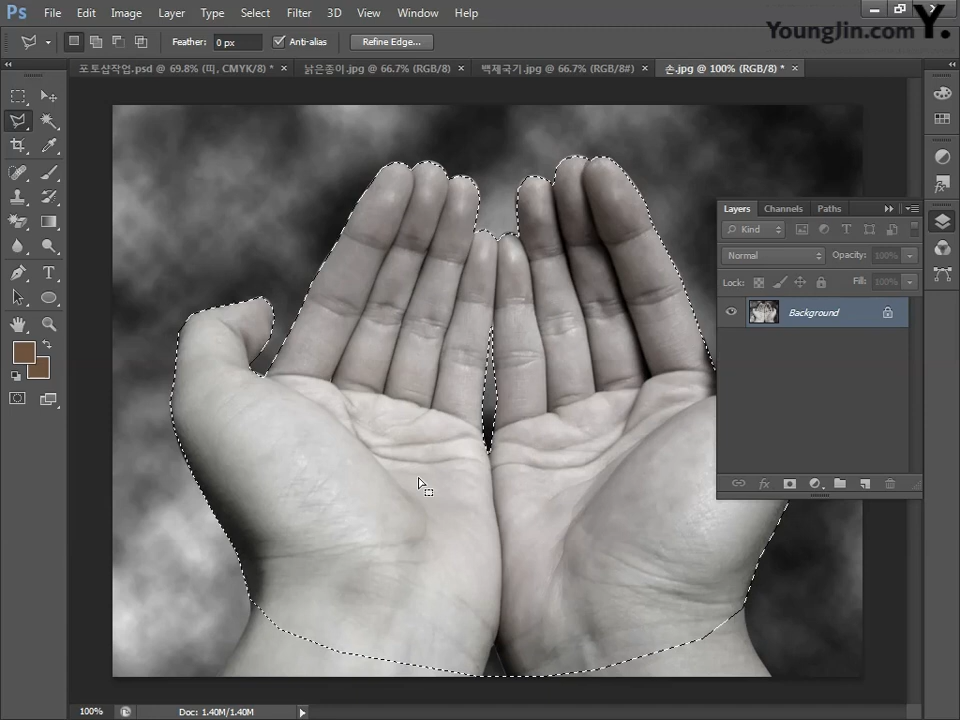 Ps File Edit Image Layer Type Select Filter 3D View Window Help
YoungJin.com Y.
Feather: 0 px Anti-alias Refine Edge...
포토샵작업.psd @ 69.8% (띠, CMYK/8) * × 낡은종이.jpg @ 66.7% (RGB/8) × 백제국기.jpg @ 66.7% (RGB/8#) × 손.jpg @ 100% (RGB/8) * ×
Layers Channels Paths
Kind
Normal Opacity: 100%
Lock: Fill: 100%
Background
fx
100% Doc: 1.40M/1.40M